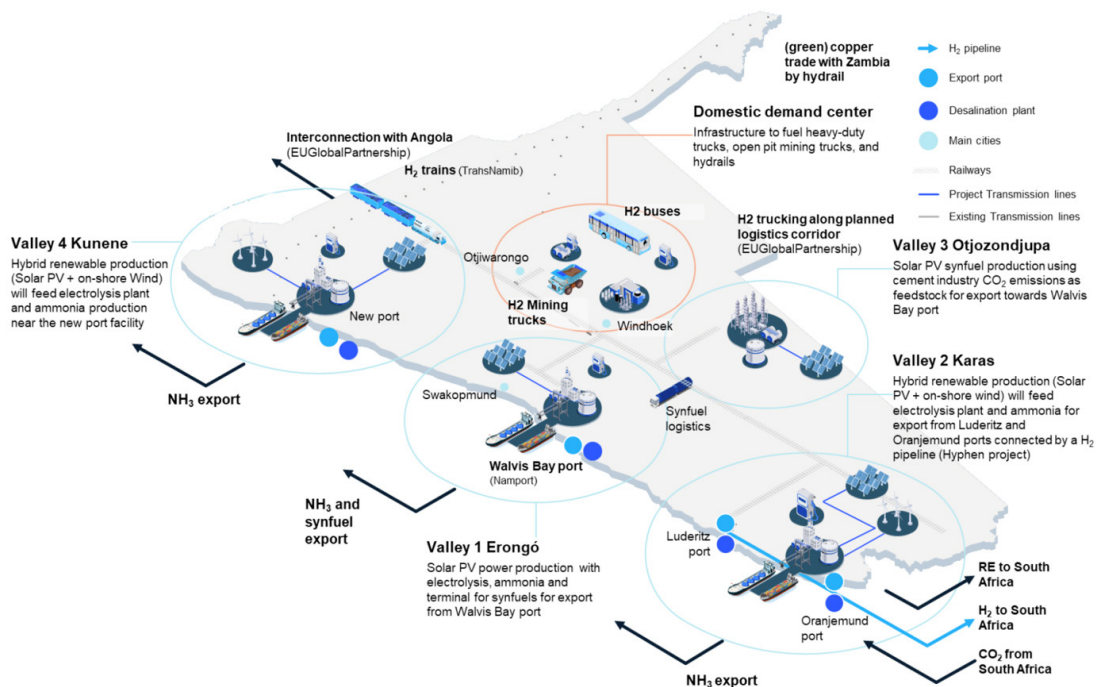 (green) copper
trade with Zambia
by hydrail
H₂ pipeline
Export port
Desalination plant
Main cities
Railways
Project Transmission lines
Existing Transmission lines
Domestic demand center
Infrastructure to fuel heavy-duty
trucks, open pit mining trucks, and
hydrails
Interconnection with Angola
(EUGlobalPartnership)
H₂ trains (TransNamib)
H2 buses
H2 trucking along planned
logistics corridor
(EUGlobalPartnership)
Valley 4 Kunene
Hybrid renewable production
(Solar PV + on-shore Wind)
will feed electrolysis plant
and ammonia production
near the new port facility
Otjiwarongo
H2 Mining
trucks
Windhoek
New port
NH₃ export
Valley 3 Otjozondjupa
Solar PV synfuel production using
cement industry CO₂ emissions as
feedstock for export towards Walvis
Bay port
Valley 2 Karas
Hybrid renewable production (Solar
PV + on-shore wind) will feed
electrolysis plant and ammonia for
export from Luderitz and
Oranjemund ports connected by a H₂
pipeline (Hyphen project)
Swakopmund
Synfuel
logistics
Walvis Bay port
(Namport)
NH₃ and
synfuel
export
Valley 1 Erongó
Solar PV power production with
electrolysis, ammonia and
terminal for synfuels for export
from Walvis Bay port
Luderitz
port
Oranjemund
port
RE to South
Africa
H₂ to South
Africa
CO₂ from
South Africa
NH₃ export